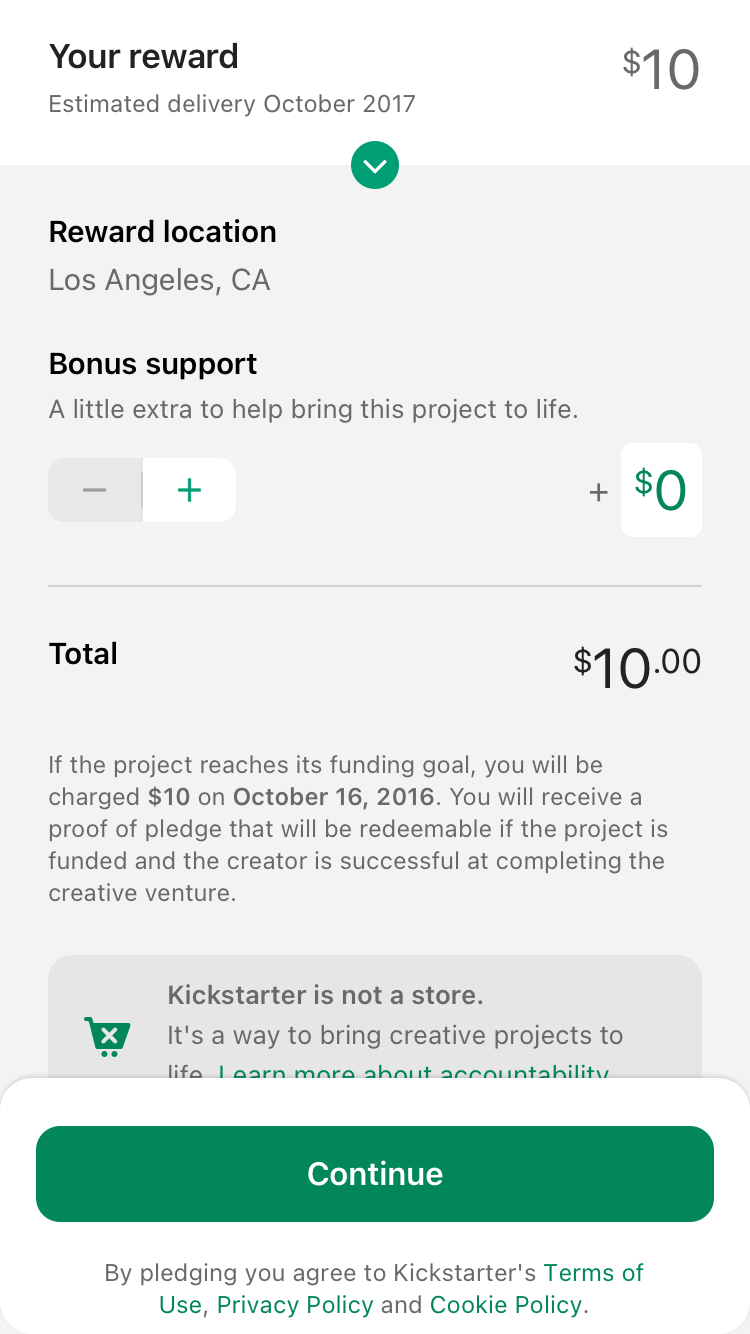 Your reward
$10
Estimated delivery October 2017
Reward location
Los Angeles, CA
Bonus support
A little extra to help bring this project to life.
− +
+ $0
Total
$10.00
If the project reaches its funding goal, you will be
charged $10 on October 16, 2016. You will receive a
proof of pledge that will be redeemable if the project is
funded and the creator is successful at completing the
creative venture.
Kickstarter is not a store.
It's a way to bring creative projects to
life. Learn more about accountability.
Continue
By pledging you agree to Kickstarter's Terms of
Use, Privacy Policy and Cookie Policy.